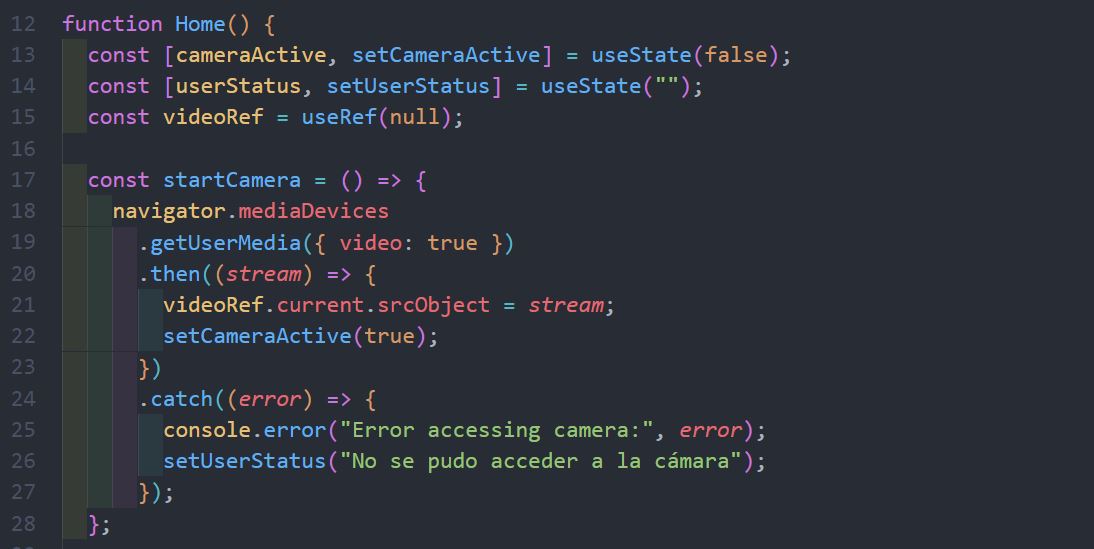 12 function Home() {
13 const [cameraActive, setCameraActive] = useState(false);
14 const [userStatus, setUserStatus] = useState("");
15 const videoRef = useRef(null);
16
17 const startCamera = () => {
18 navigator.mediaDevices
19 .getUserMedia({ video: true })
20 .then((stream) => {
21 videoRef.current.srcObject = stream;
22 setCameraActive(true);
23 })
24 .catch((error) => {
25 console.error("Error accessing camera:", error);
26 setUserStatus("No se pudo acceder a la cámara");
27 });
28 };